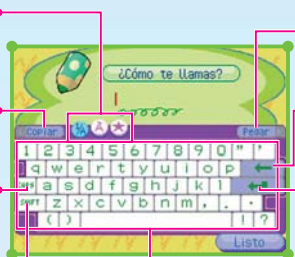 ¿Cómo te llamas?
Copiar
Pegar
1 2 3 4 5 6 7 8 9 0 " '
q w e r t y u i o p
CAPS a s d f g h j k l
SHIFT z x c v b n m , .
( ) ! ?
Listo